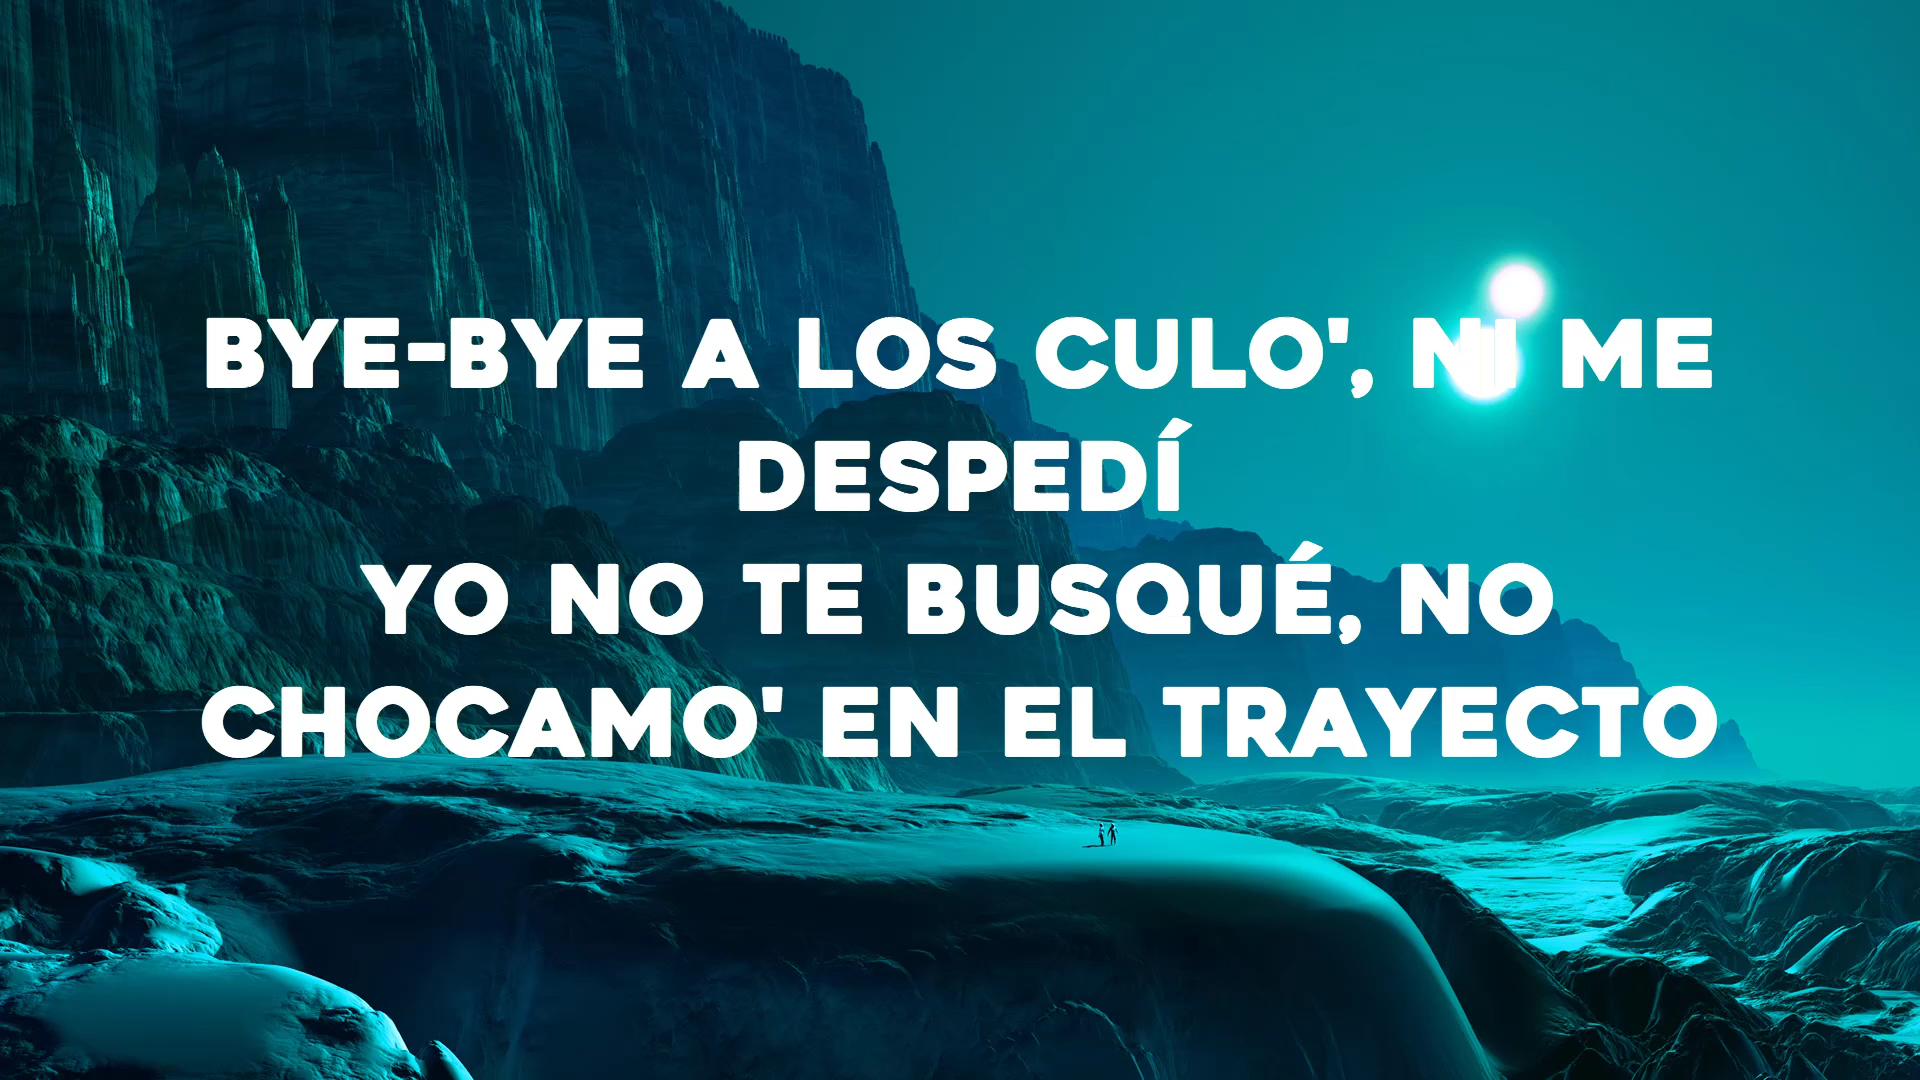 BYE-BYE A LOS CULO', NI ME
DESPEDÍ
YO NO TE BUSQUÉ, NO
CHOCAMO' EN EL TRAYECTO